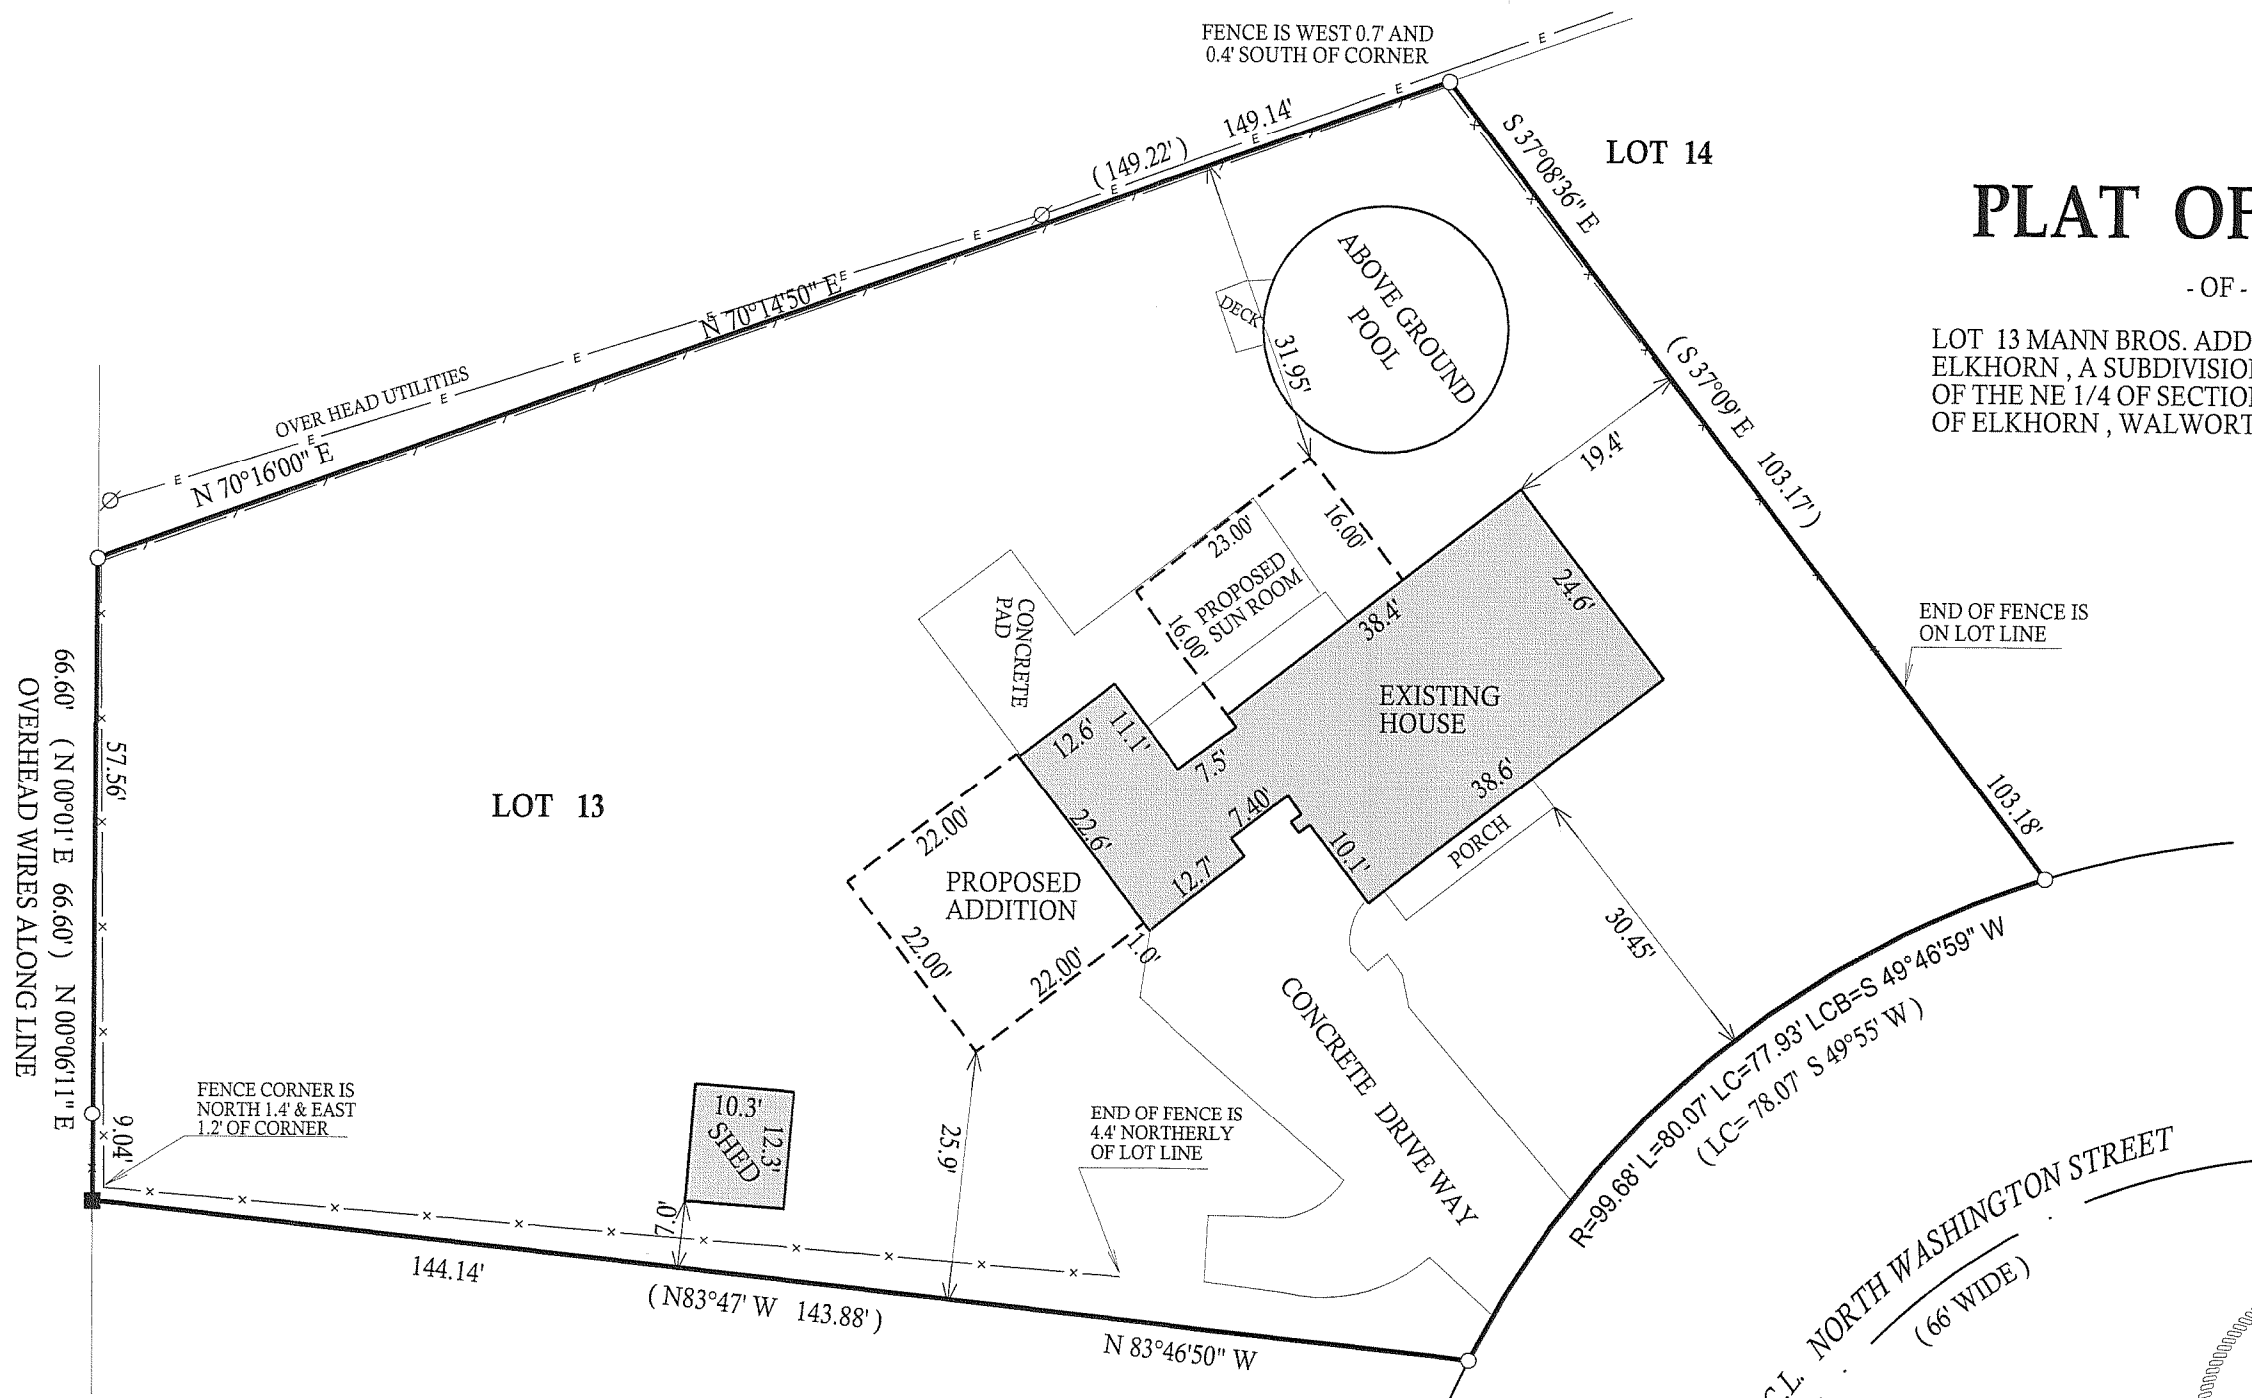 FENCE IS WEST 0.7' AND
0.4' SOUTH OF CORNER
E
E
E
E
E
E
E
E
E
E
E
E
149.14'
( 149.22' )
N 70°14'50" E
OVER HEAD UTILITIES
N 70°16'00" E
S 37°08'36" E
LOT 14
PLAT OF
- OF -
LOT 13 MANN BROS. ADD
ELKHORN , A SUBDIVISION
OF THE NE 1/4 OF SECTION
OF ELKHORN , WALWORT
ABOVE GROUND
POOL
DECK
31.95'
( S 37°09' E 103.17' )
19.4'
23.00'
16.00'
16.00'
PROPOSED
SUN ROOM
38.4'
24.6'
CONCRETE
PAD
END OF FENCE IS
ON LOT LINE
EXISTING
HOUSE
12.6'
11.1'
7.5'
7.40'
22.6'
12.7'
10.1'
38.6'
PORCH
103.18'
LOT 13
22.00'
PROPOSED
ADDITION
22.00'
22.00'
1.0'
30.45'
57.56'
9.04'
66.60' ( N 00°01' E 66.60' ) N 00°06'11" E
OVERHEAD WIRES ALONG LINE
FENCE CORNER IS
NORTH 1.4' & EAST
1.2' OF CORNER
10.3'
12.3'
SHED
7.0'
25.9'
END OF FENCE IS
4.4' NORTHERLY
OF LOT LINE
CONCRETE DRIVEWAY
R=99.68' L=80.07' LC=77.93' LCB=S 49°46'59" W
( LC= 78.07' S 49°55' W )
144.14'
( N83°47' W 143.88' )
N 83°46'50" W
C.L. NORTH WASHINGTON STREET
( 66' WIDE )